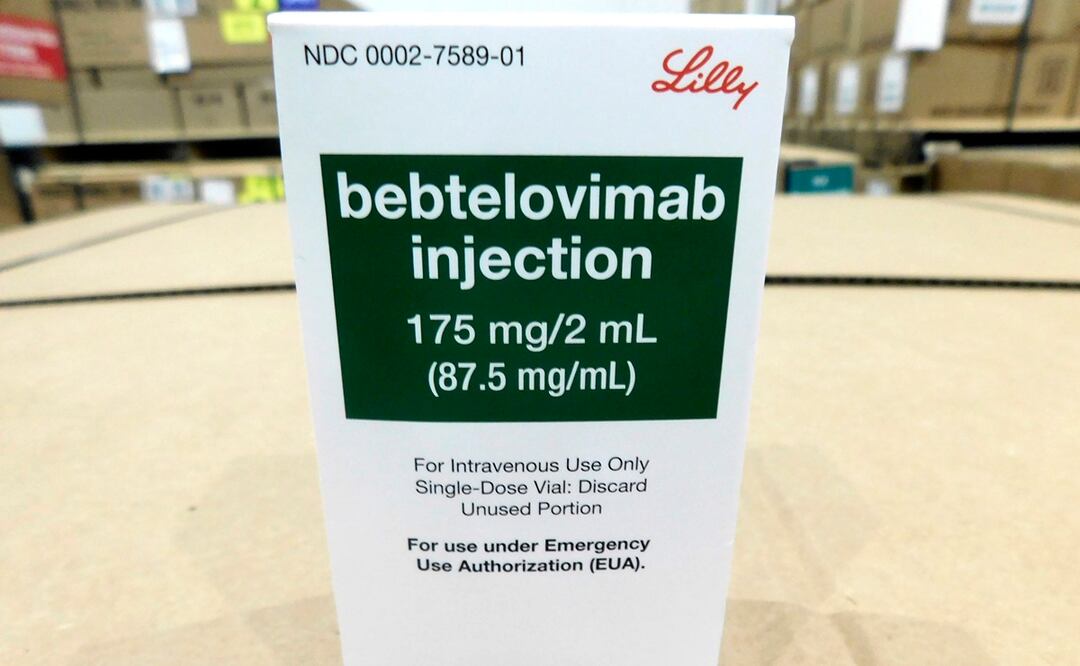 NDC 0002-7589-01
Lilly
bebtelovimab
injection
175 mg/2 mL
(87.5 mg/mL)
For Intravenous Use Only
Single-Dose Vial: Discard
Unused Portion
For use under Emergency
Use Authorization (EUA).